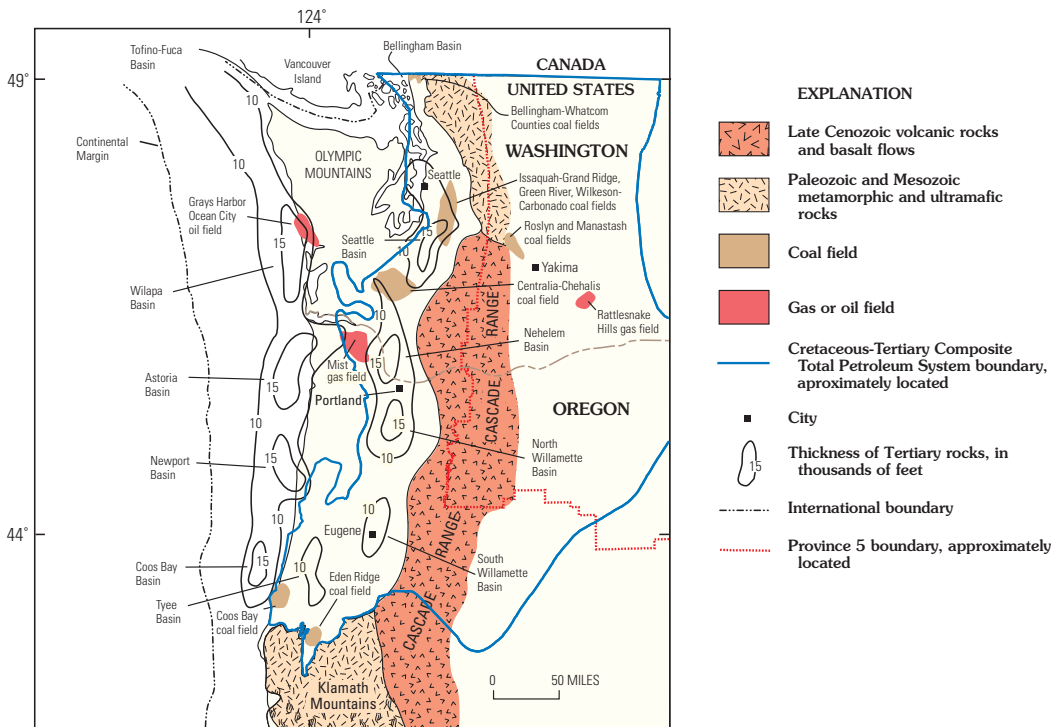 124°
49°
44°
Tofino-Fuca
Basin
Vancouver
Island
Bellingham Basin
CANADA
UNITED STATES
Bellingham-Whatcom
Counties coal fields
WASHINGTON
Continental
Margin
10
10
OLYMPIC
MOUNTAINS
Seattle
Issaquah-Grand Ridge,
Green River, Wilkeson-
Carbonado coal fields
Grays Harbor
Ocean City
oil field
15
Seattle
Basin
15
10
Roslyn and Manastash
coal fields
Yakima
Wilapa
Basin
Centralia-Chehalis
coal field
10
Rattlesnake
Hills gas field
CASCADE RANGE
Nehelem
Basin
Mist
gas field
15
Astoria
Basin
15
Portland
OREGON
10
15
10
North
Willamette
Basin
Newport
Basin
15
10
10
Eugene
CASCADE RANGE
South
Willamette
Basin
Coos Bay
Basin
15
10
Eden Ridge
coal field
Tyee
Basin
Coos Bay
coal field
Klamath
Mountains
0
50 MILES
EXPLANATION
Late Cenozoic volcanic rocks
and basalt flows
Paleozoic and Mesozoic
metamorphic and ultramafic
rocks
Coal field
Gas or oil field
Cretaceous-Tertiary Composite
Total Petroleum System boundary,
aproximately located
City
15
Thickness of Tertiary rocks, in
thousands of feet
International boundary
Province 5 boundary, approximately
located